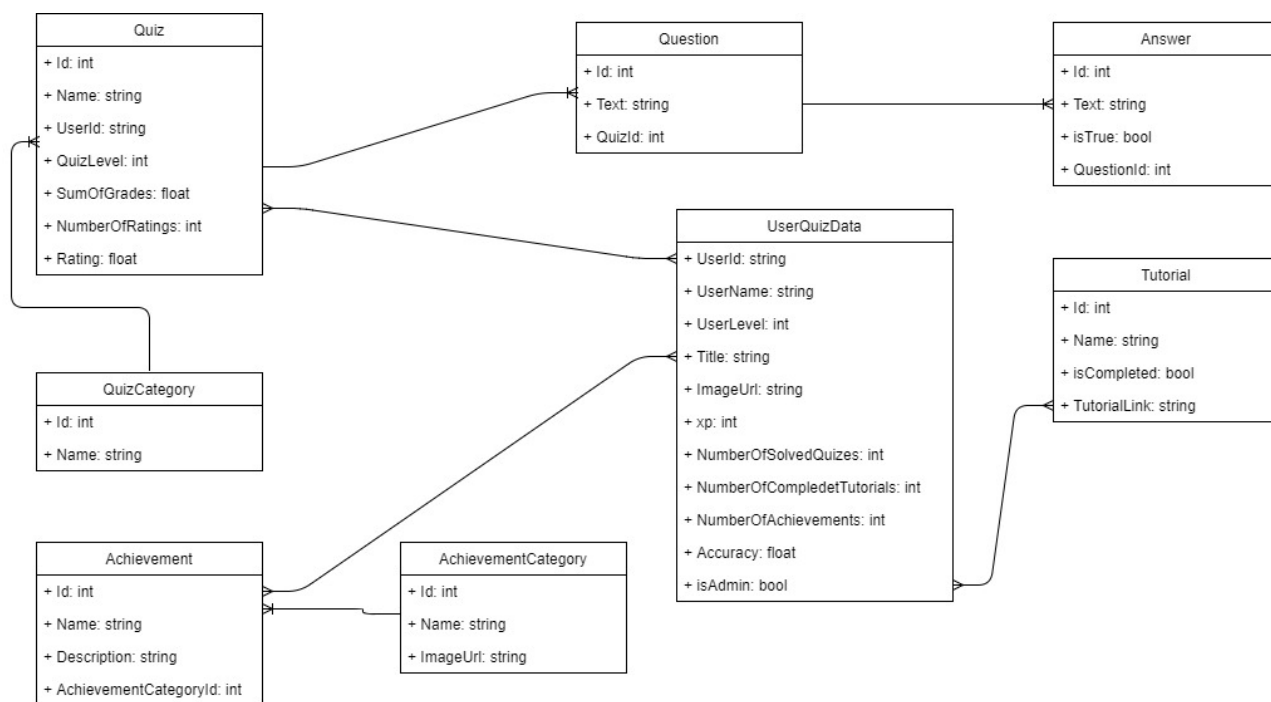 Quiz
+ Id: int
+ Name: string
+ UserId: string
+ QuizLevel: int
+ SumOfGrades: float
+ NumberOfRatings: int
+ Rating: float
Question
+ Id: int
+ Text: string
+ QuizId: int
Answer
+ Id: int
+ Text: string
+ isTrue: bool
+ QuestionId: int
UserQuizData
+ UserId: string
+ UserName: string
+ UserLevel: int
+ Title: string
+ ImageUrl: string
+ xp: int
+ NumberOfSolvedQuizes: int
+ NumberOfCompledetTutorials: int
+ NumberOfAchievements: int
+ Accuracy: float
+ isAdmin: bool
Tutorial
+ Id: int
+ Name: string
+ isCompleted: bool
+ TutorialLink: string
QuizCategory
+ Id: int
+ Name: string
Achievement
+ Id: int
+ Name: string
+ Description: string
+ AchievementCategoryId: int
AchievementCategory
+ Id: int
+ Name: string
+ ImageUrl: string